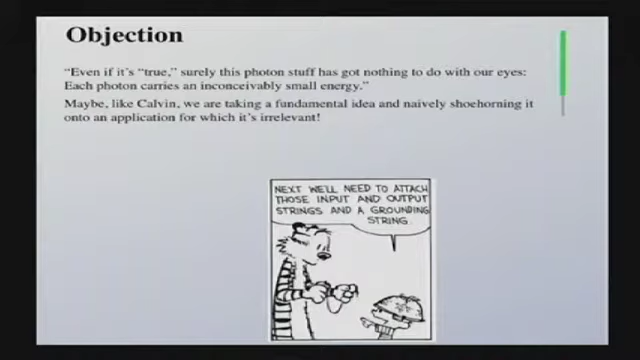 Objection
“Even if it's “true,” surely this photon stuff has got nothing to do with our eyes:
Each photon carries an inconceivably small energy.”
Maybe, like Calvin, we are taking a fundamental idea and naively shoehorning it
onto an application for which it's irrelevant!
NEXT WE'LL NEED TO ATTACH
THOSE INPUT AND OUTPUT
STRINGS AND A GROUNDING
STRING.